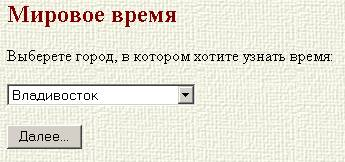 Мировое время
Выберете город, в котором хотите узнать время:
Владивосток
Далее...